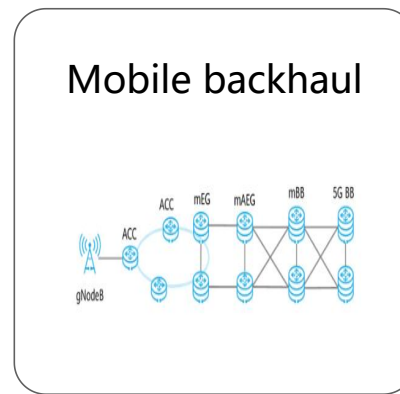 Mobile backhaul
ACC
ACC
mEG
mAEG
mBB
5G BB
gNodeB